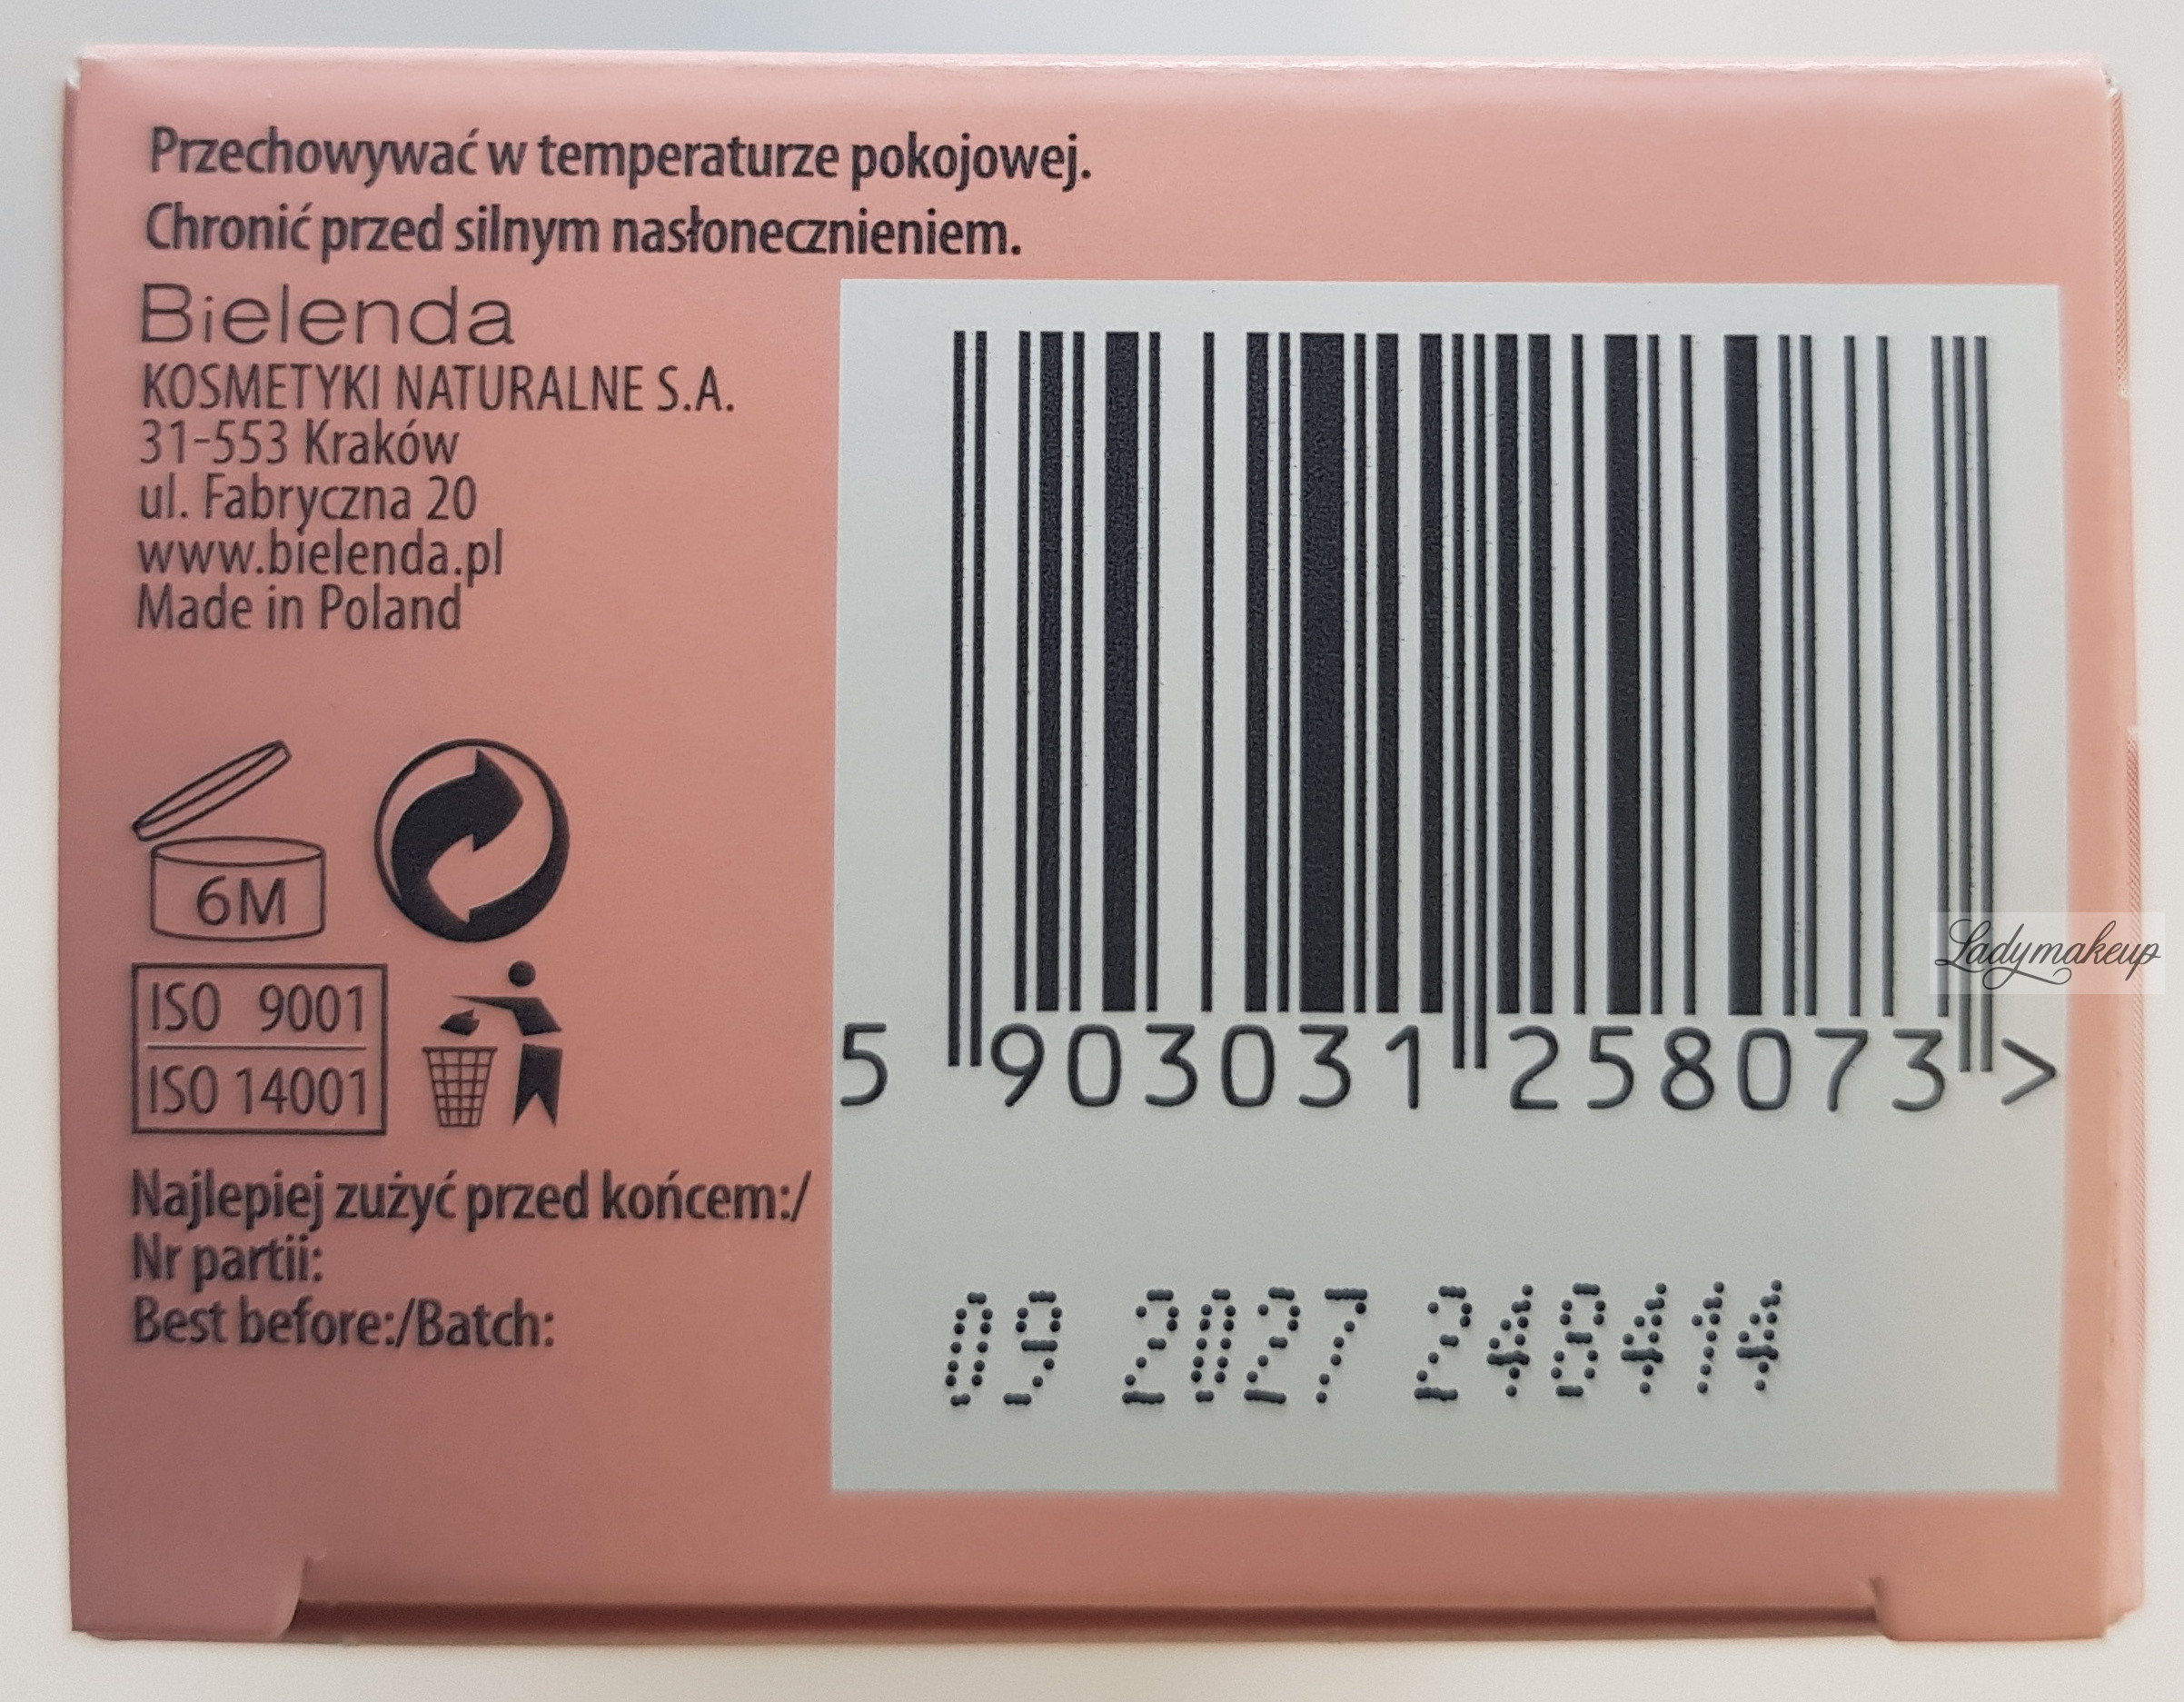 Przechowywać w temperaturze pokojowej.
Chronić przed silnym nasłonecznieniem.
Bielenda
KOSMETYKI NATURALNE S.A.
31-553 Kraków
ul. Fabryczna 20
www.bielenda.pl
Made in Poland
6M
ISO 9001
ISO 14001
5 903031 258073 >
Ladymakeup
Najlepiej zużyć przed końcem:/
Nr partii:
Best before:/Batch:
09 2027 248414